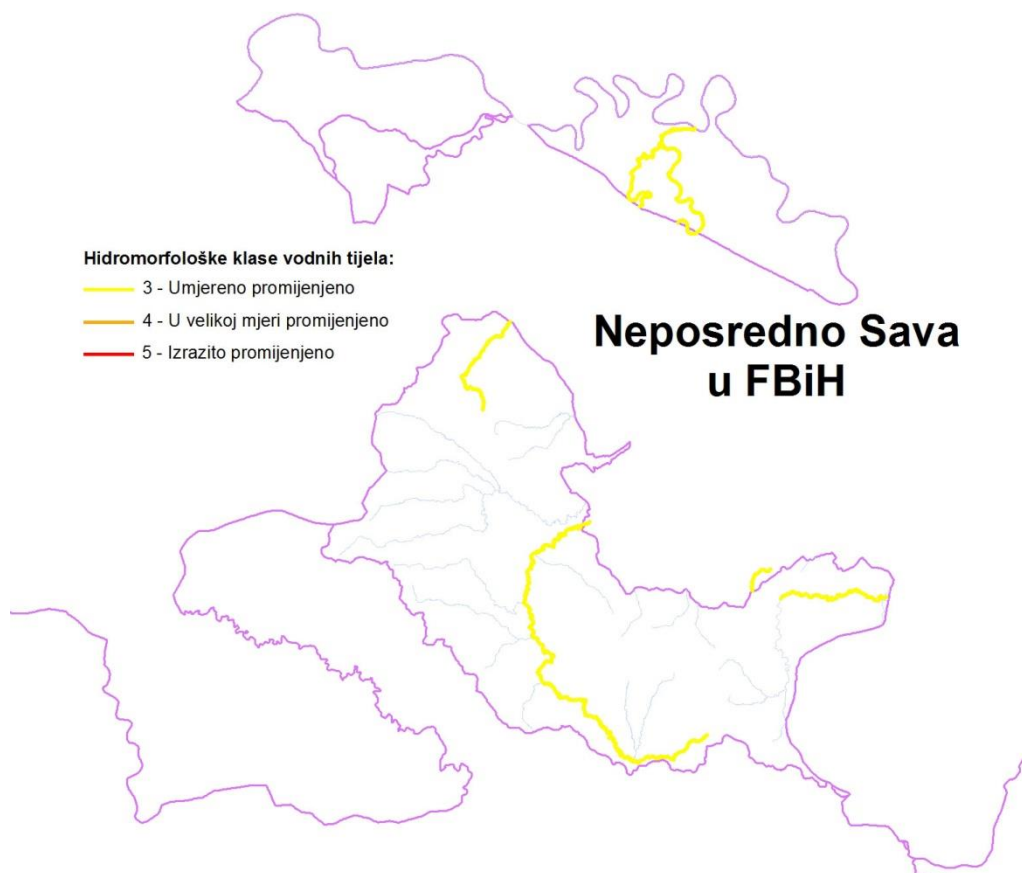 Hidromorfološke klase vodnih tijela:
3 - Umjereno promijenjeno
4 - U velikoj mjeri promijenjeno
5 - Izrazito promijenjeno
Neposredno Sava
u FBiH